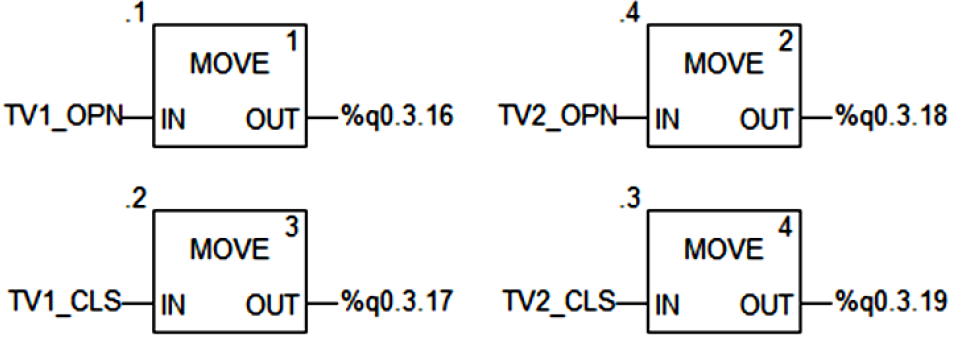 .1
1
MOVE
TV1_OPN IN OUT %q0.3.16
.4
2
MOVE
TV2_OPN IN OUT %q0.3.18
.2
3
MOVE
TV1_CLS IN OUT %q0.3.17
.3
4
MOVE
TV2_CLS IN OUT %q0.3.19